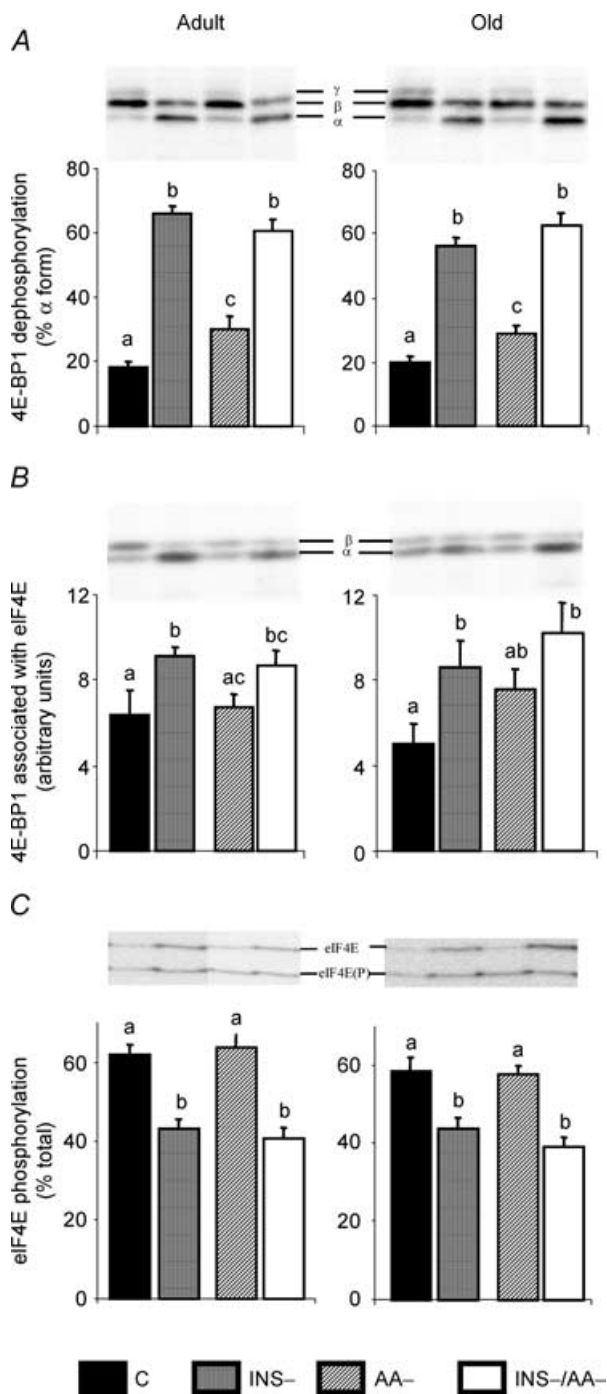 Adult Old
A
γ
β
α
80 80
b b
b b
60 60
40 40
c c
a a
20 20
0 0
4E-BP1 dephosphorylation
(% α form)
B
β
α
12 12
b bc b b
a ac ab
8 8
a
4 4
0 0
4E-BP1 associated with eIF4E
(arbitrary units)
C
eIF4E
eIF4E(P)
a a a a
60 60
b b b b
40 40
20 20
0 0
eIF4E phosphorylation
(% total)
C INS– AA– INS–/AA–